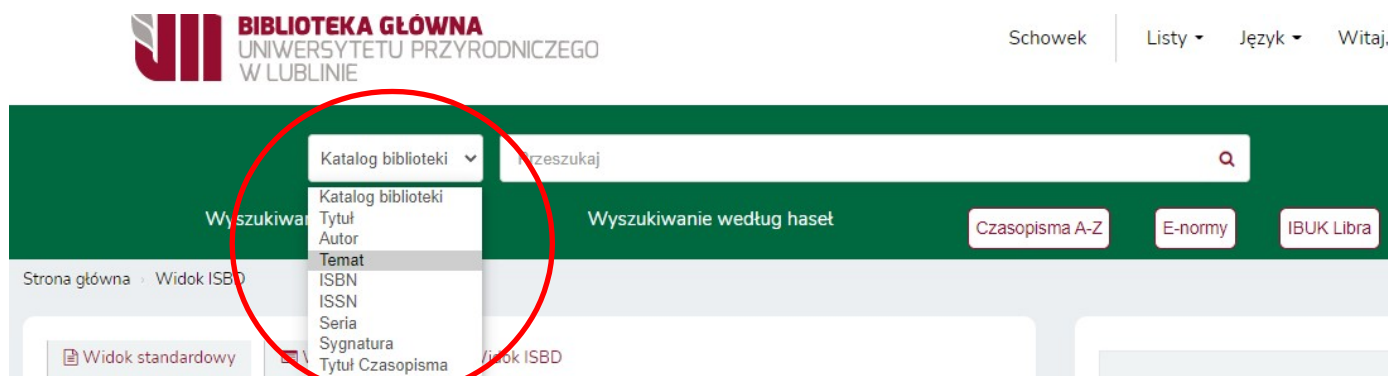 BIBLIOTEKA GŁÓWNA
UNIWERSYTETU PRZYRODNICZEGO
W LUBLINIE
Schowek Listy Język Witaj,
Katalog biblioteki Przeszukaj
Katalog biblioteki
Tytuł
Autor
Temat
ISBN
ISSN
Seria
Sygnatura
Tytuł Czasopisma
Wyszukiwanie według haseł
Czasopisma A-Z E-normy IBUK Libra
Strona główna Widok ISBD
Widok standardowy Widok ISBD